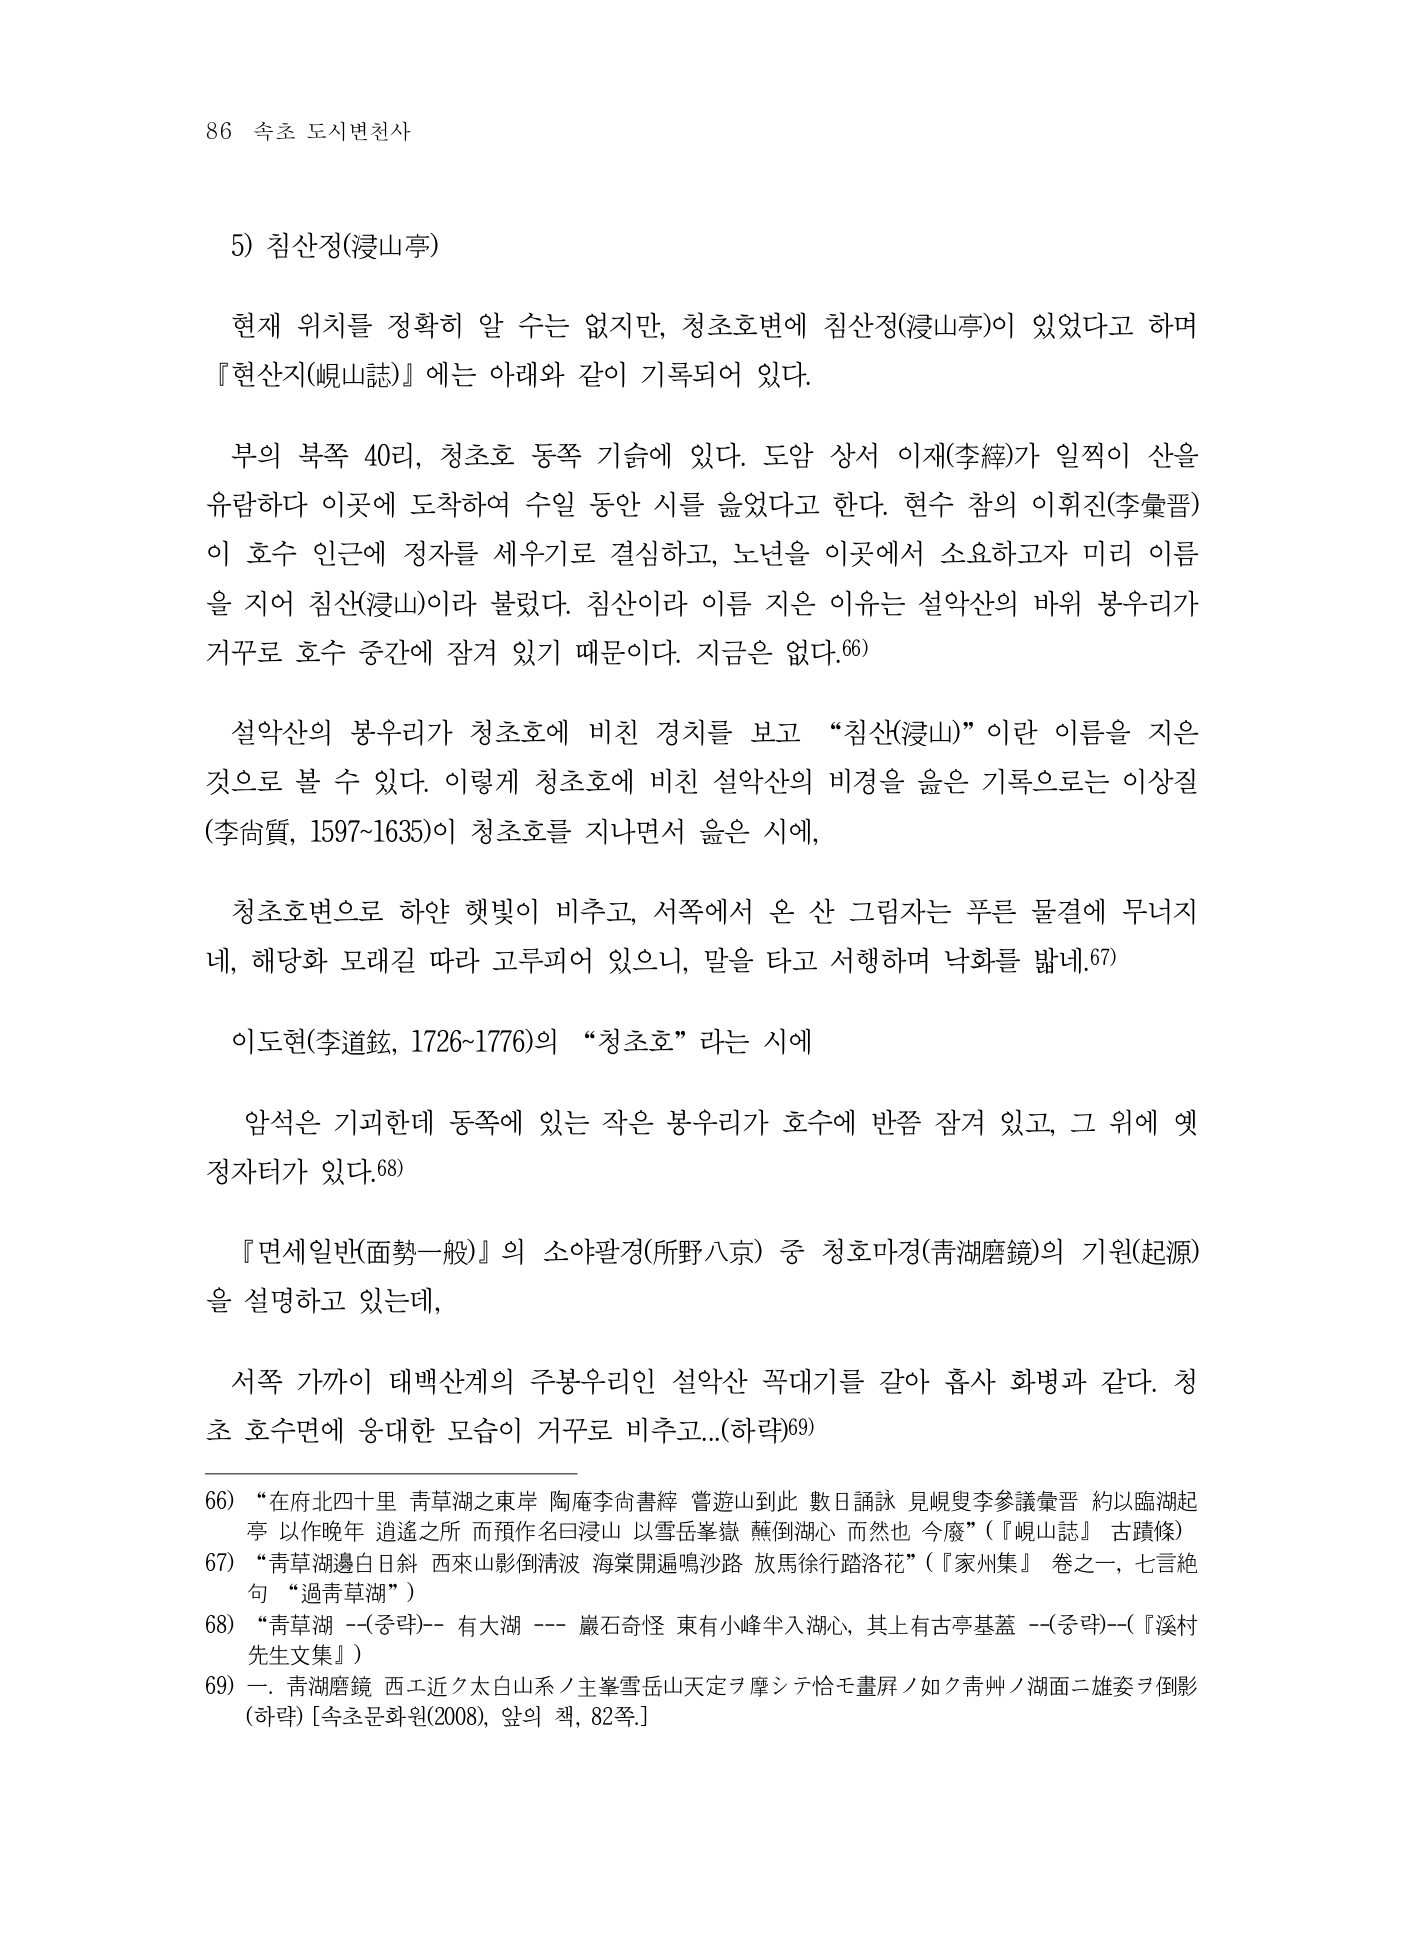 86 속초 도시변천사
5) 침산정(浸山亭)
현재 위치를 정확히 알 수는 없지만, 청초호변에 침산정(浸山亭)이 있었다고 하며
『현산지(峴山誌)』에는 아래와 같이 기록되어 있다.
부의 북쪽 40리, 청초호 동쪽 기슭에 있다. 도암 상서 이재(李縡)가 일찍이 산을
유람하다 이곳에 도착하여 수일 동안 시를 읊었다고 한다. 현수 참의 이휘진(李彙晋)
이 호수 인근에 정자를 세우기로 결심하고, 노년을 이곳에서 소요하고자 미리 이름
을 지어 침산(浸山)이라 불렀다. 침산이라 이름 지은 이유는 설악산의 바위 봉우리가
거꾸로 호수 중간에 잠겨 있기 때문이다. 지금은 없다.66)
설악산의 봉우리가 청초호에 비친 경치를 보고 “침산(浸山)”이란 이름을 지은
것으로 볼 수 있다. 이렇게 청초호에 비친 설악산의 비경을 읊은 기록으로는 이상질
(李尙質, 1597~1635)이 청초호를 지나면서 읊은 시에,
청초호변으로 하얀 햇빛이 비추고, 서쪽에서 온 산 그림자는 푸른 물결에 무너지
네, 해당화 모래길 따라 고루피어 있으니, 말을 타고 서행하며 낙화를 밟네.67)
이도현(李道鉉, 1726~1776)의 “청초호”라는 시에
암석은 기괴한데 동쪽에 있는 작은 봉우리가 호수에 반쯤 잠겨 있고, 그 위에 옛
정자터가 있다.68)
『면세일반(面勢一般)』의 소야팔경(所野八京) 중 청호마경(靑湖磨鏡)의 기원(起源)
을 설명하고 있는데,
서쪽 가까이 태백산계의 주봉우리인 설악산 꼭대기를 갈아 흡사 화병과 같다. 청
초 호수면에 웅대한 모습이 거꾸로 비추고...(하략)69)
66) “在府北四十里 靑草湖之東岸 陶庵李尙書縡 嘗遊山到此 數日誦詠 見峴叟李參議彙晋 約以臨湖起
亭 以作晩年 逍遙之所 而預作名曰浸山 以雪岳峯嶽 蘸倒湖心 而然也 今廢”(『峴山誌』 古蹟條)
67) “靑草湖邊白日斜 西來山影倒淸波 海棠開遍鳴沙路 放馬徐行踏洛花”(『家州集』 卷之一, 七言絶
句 “過靑草湖”)
68) “靑草湖 --(중략)-- 有大湖 --- 巖石奇怪 東有小峰半入湖心, 其上有古亭基蓋 --(중략)--(『溪村
先生文集』)
69) 一. 靑湖磨鏡 西エ近ク太白山系ノ主峯雪岳山天定ヲ摩シテ恰モ畫屛ノ如ク靑艸ノ湖面ニ雄姿ヲ倒影
(하략) [속초문화원(2008), 앞의 책, 82쪽.]